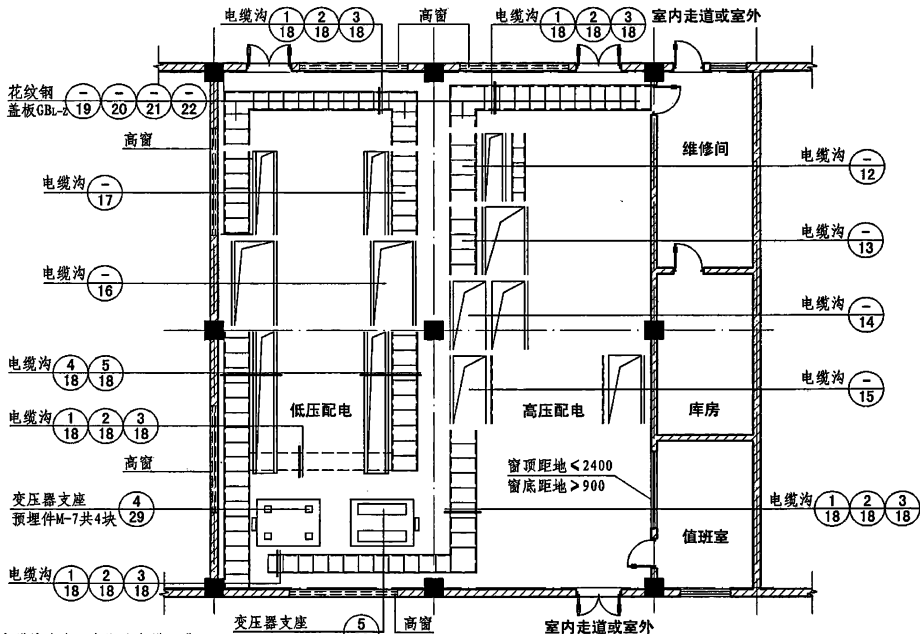 电缆沟 1/18 2/18 3/18
高窗
电缆沟 1/18 2/18 3/18
室内走道或室外
花纹钢
盖板GBL-Z -/19 -/20 -/21 -/22
高窗
维修间
电缆沟 -/12
电缆沟 -/17
电缆沟 -/13
电缆沟 -/16
电缆沟 -/14
电缆沟 4/18 5/18
电缆沟 -/15
低压配电
高压配电
库房
电缆沟 1/18 2/18 3/18
高窗
窗顶距地<2400
窗底距地>900
变压器支座
预埋件M-7共4块 4/29
电缆沟 1/18 2/18 3/18
值班室
电缆沟 1/18 2/18 3/18
变压器支座 5
高窗
室内走道或室外